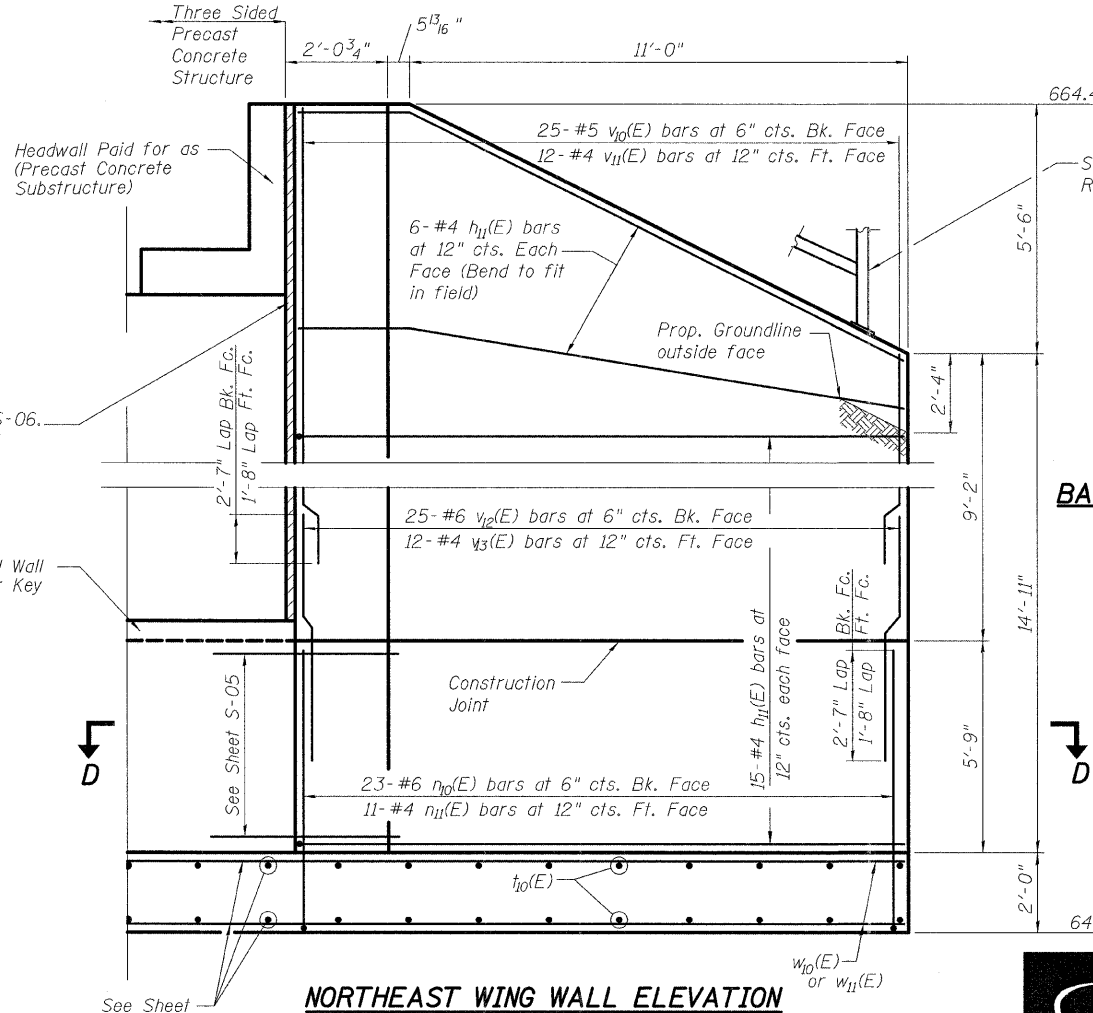 Three Sided
Precast
Concrete
Structure
5 13/16 "
2'-0 3/4"
11'-0"
664.4
Headwall Paid for as
(Precast Concrete
Substructure)
25- #5 v10(E) bars at 6" cts. Bk. Face
12- #4 v11(E) bars at 12" cts. Ft. Face
S
R
5'-6"
6- #4 h11(E) bars
at 12" cts. Each
Face (Bend to fit
in field)
Prop. Groundline
outside face
2'-4"
S-06.
2'-7" Lap Bk. Fc.
1'-8" Lap Ft. Fc.
9'-2"
BA
25- #6 v12(E) bars at 6" cts. Bk. Face
12- #4 v13(E) bars at 12" cts. Ft. Face
Wall
Key
14'-11"
Construction
Joint
15- #4 h11(E) bars at
12" cts. each face
2'-7" Lap Bk. Fc.
1'-8" Lap Ft. Fc.
See Sheet S-05
5'-9"
D
D
23- #6 n10(E) bars at 6" cts. Bk. Face
11- #4 n11(E) bars at 12" cts. Ft. Face
t10(E)
2'-0"
64
w10(E)
or w11(E)
See Sheet
NORTHEAST WING WALL ELEVATION